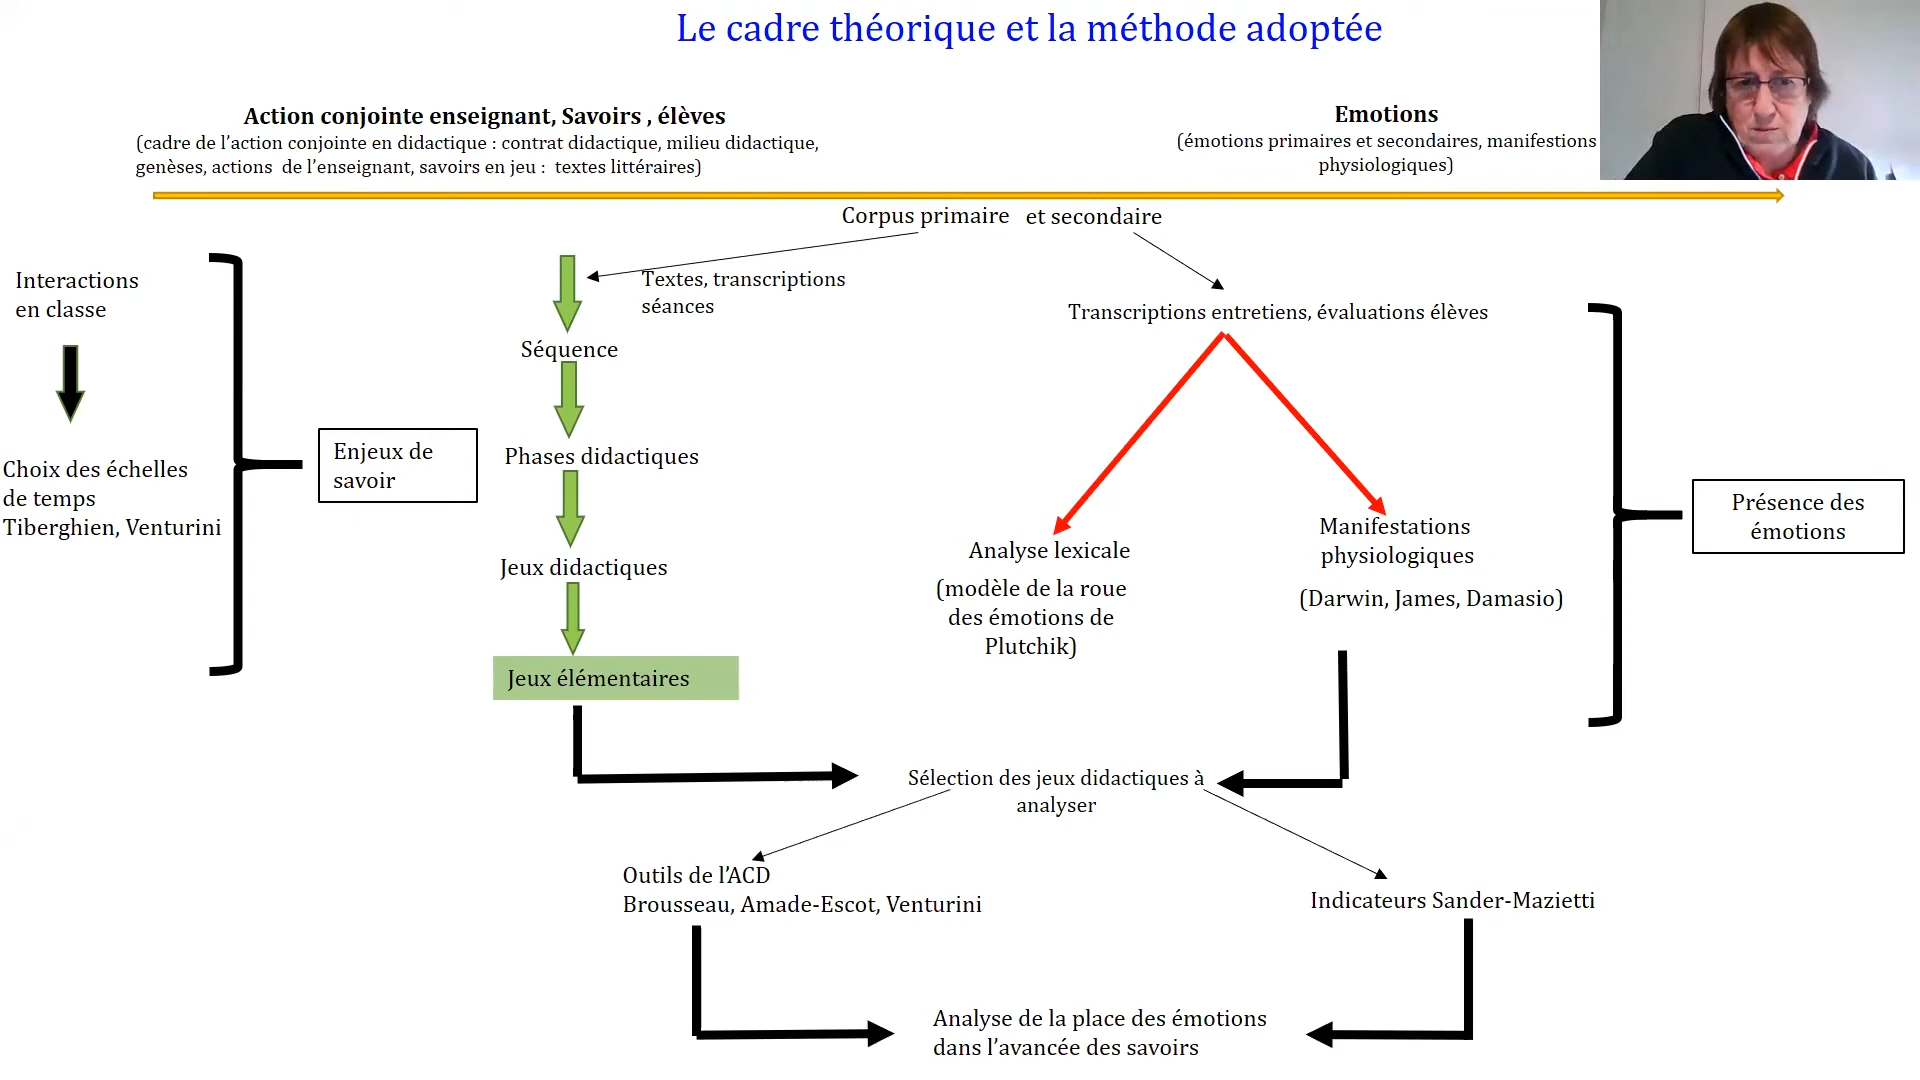 Le cadre théorique et la méthode adoptée
Action conjointe enseignant, Savoirs , élèves
(cadre de l'action conjointe en didactique : contrat didactique, milieu didactique,
genèses, actions de l'enseignant, savoirs en jeu : textes littéraires)
Emotions
(émotions primaires et secondaires, manifestions
physiologiques)
Corpus primaire et secondaire
Interactions
en classe
Choix des échelles
de temps
Tiberghien, Venturini
Enjeux de
savoir
Textes, transcriptions
séances
Séquence
Phases didactiques
Jeux didactiques
Jeux élémentaires
Transcriptions entretiens, évaluations élèves
Analyse lexicale
(modèle de la roue
des émotions de
Plutchik)
Manifestations
physiologiques
(Darwin, James, Damasio)
Présence des
émotions
Sélection des jeux didactiques à
analyser
Outils de l'ACD
Brousseau, Amade-Escot, Venturini
Indicateurs Sander-Mazietti
Analyse de la place des émotions
dans l'avancée des savoirs